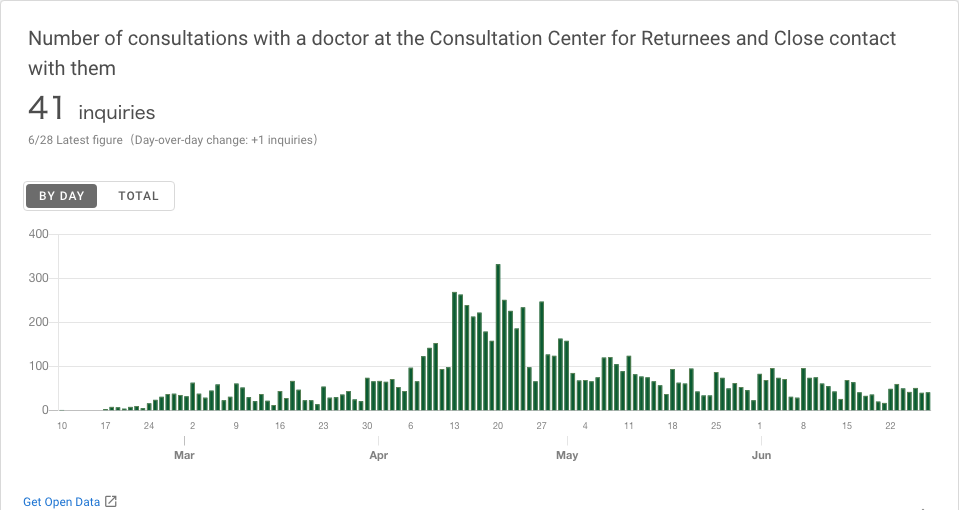 Number of consultations with a doctor at the Consultation Center for Returnees and Close contact
with them
41 inquiries
6/28 Latest figure (Day-over-day change: +1 inquiries)
BY DAY TOTAL
400
300
200
100
0
10 17 24 2 9 16 23 30 6 13 20 27 4 11 18 25 1 8 15 22
Mar Apr May Jun
Get Open Data